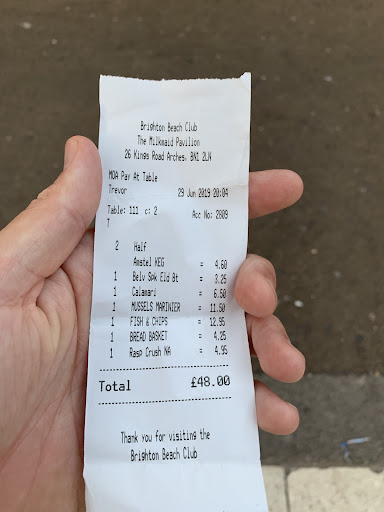 Brighton Beach Club
The Milkmaid Pavilion
26 Kings Road Arches, BN1 2LN
MOA Pay At Table
Trevor 29 Jun 2019 20:04
Table: 111 c: 2 Acc No: 2809
T
2 Half
Amstel KEG = 4.60
1 Belv Spk Eld Bt = 3.25
1 Calamari = 6.50
1 MUSSELS MARINIER = 11.50
1 FISH & CHIPS = 12.95
1 BREAD BASKET = 4.25
1 Rasp Crush NA = 4.95
Total £48.00
Thank you for visiting the
Brighton Beach Club